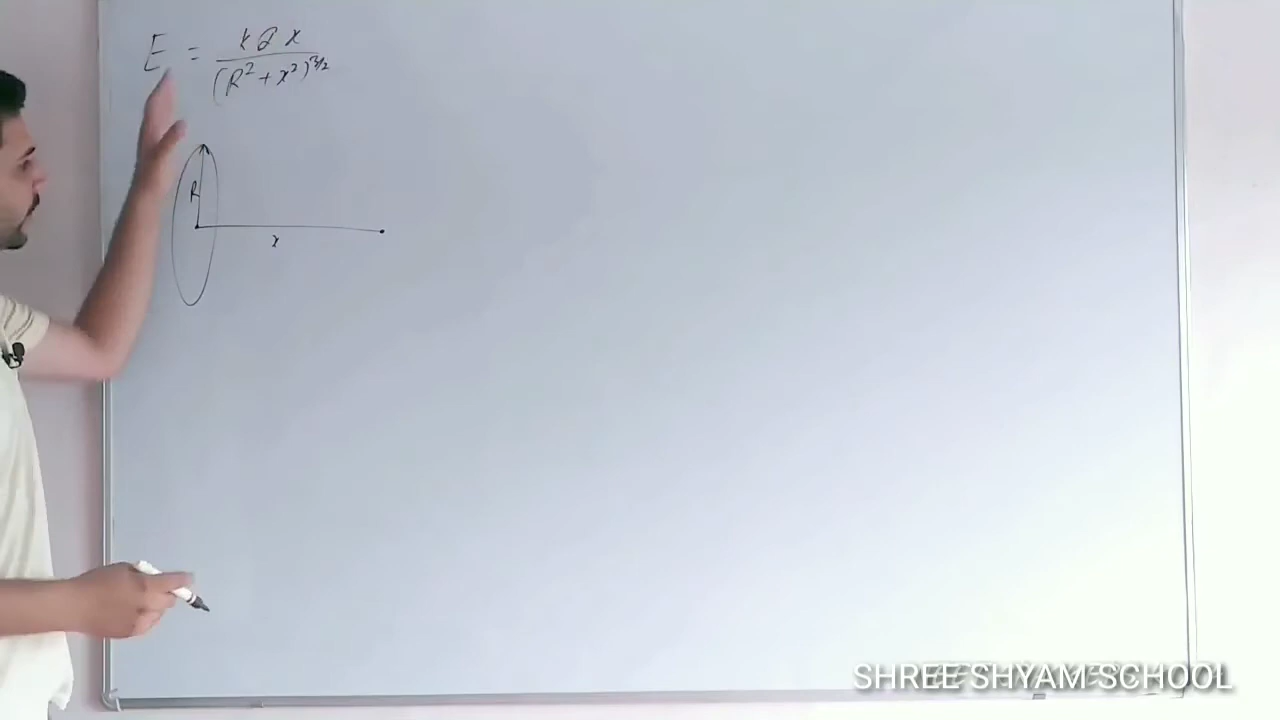 E = kQx / (R² + x²)^3/2
R
x
SHREE SHYAM SCHOOL